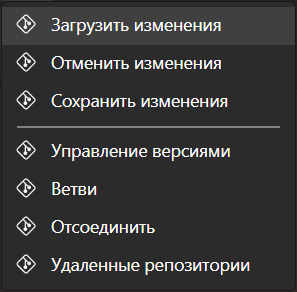 Загрузить изменения
Отменить изменения
Сохранить изменения
Управление версиями
Ветви
Отсоединить
Удаленные репозитории